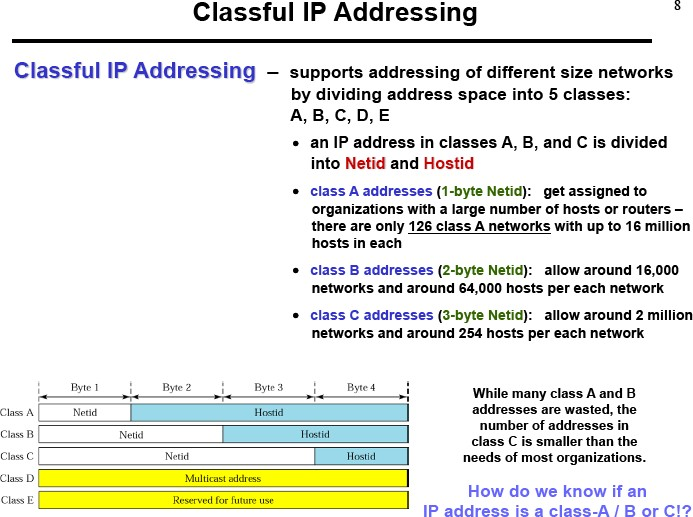 Classful IP Addressing
8
Classful IP Addressing – supports addressing of different size networks
by dividing address space into 5 classes:
A, B, C, D, E
• an IP address in classes A, B, and C is divided
into Netid and Hostid
• class A addresses (1-byte Netid): get assigned to
organizations with a large number of hosts or routers –
there are only 126 class A networks with up to 16 million
hosts in each
• class B addresses (2-byte Netid): allow around 16,000
networks and around 64,000 hosts per each network
• class C addresses (3-byte Netid): allow around 2 million
networks and around 254 hosts per each network
Byte 1 Byte 2 Byte 3 Byte 4
Class A Netid Hostid
Class B Netid Hostid
Class C Netid Hostid
Class D Multicast address
Class E Reserved for future use
While many class A and B
addresses are wasted, the
number of addresses in
class C is smaller than the
needs of most organizations.
How do we know if an
IP address is a class-A / B or C!?